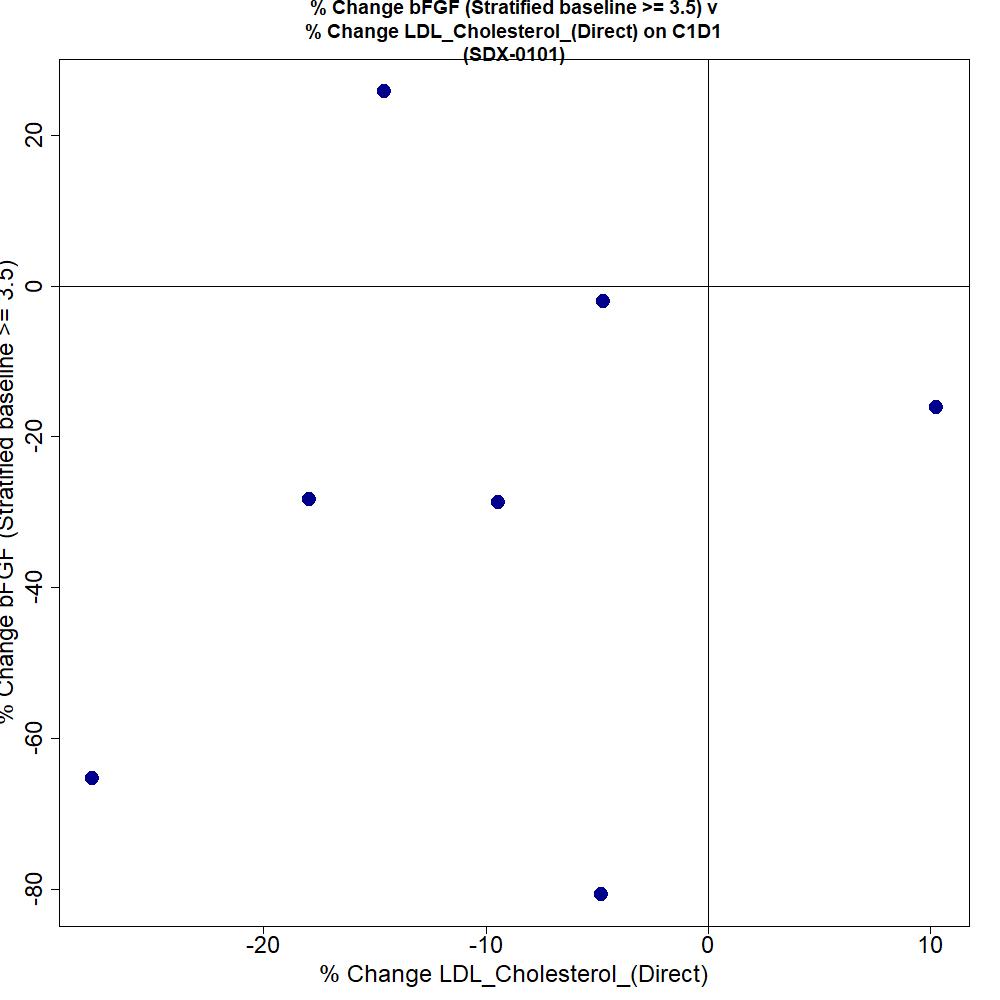 % Change bFGF (Stratified baseline >= 3.5) v
% Change LDL_Cholesterol_(Direct) on C1D1
(SDX-0101)
% Change bFGF (Stratified baseline >= 3.5)
20
0
-20
-40
-60
-80
-20
-10
0
10
% Change LDL_Cholesterol_(Direct)